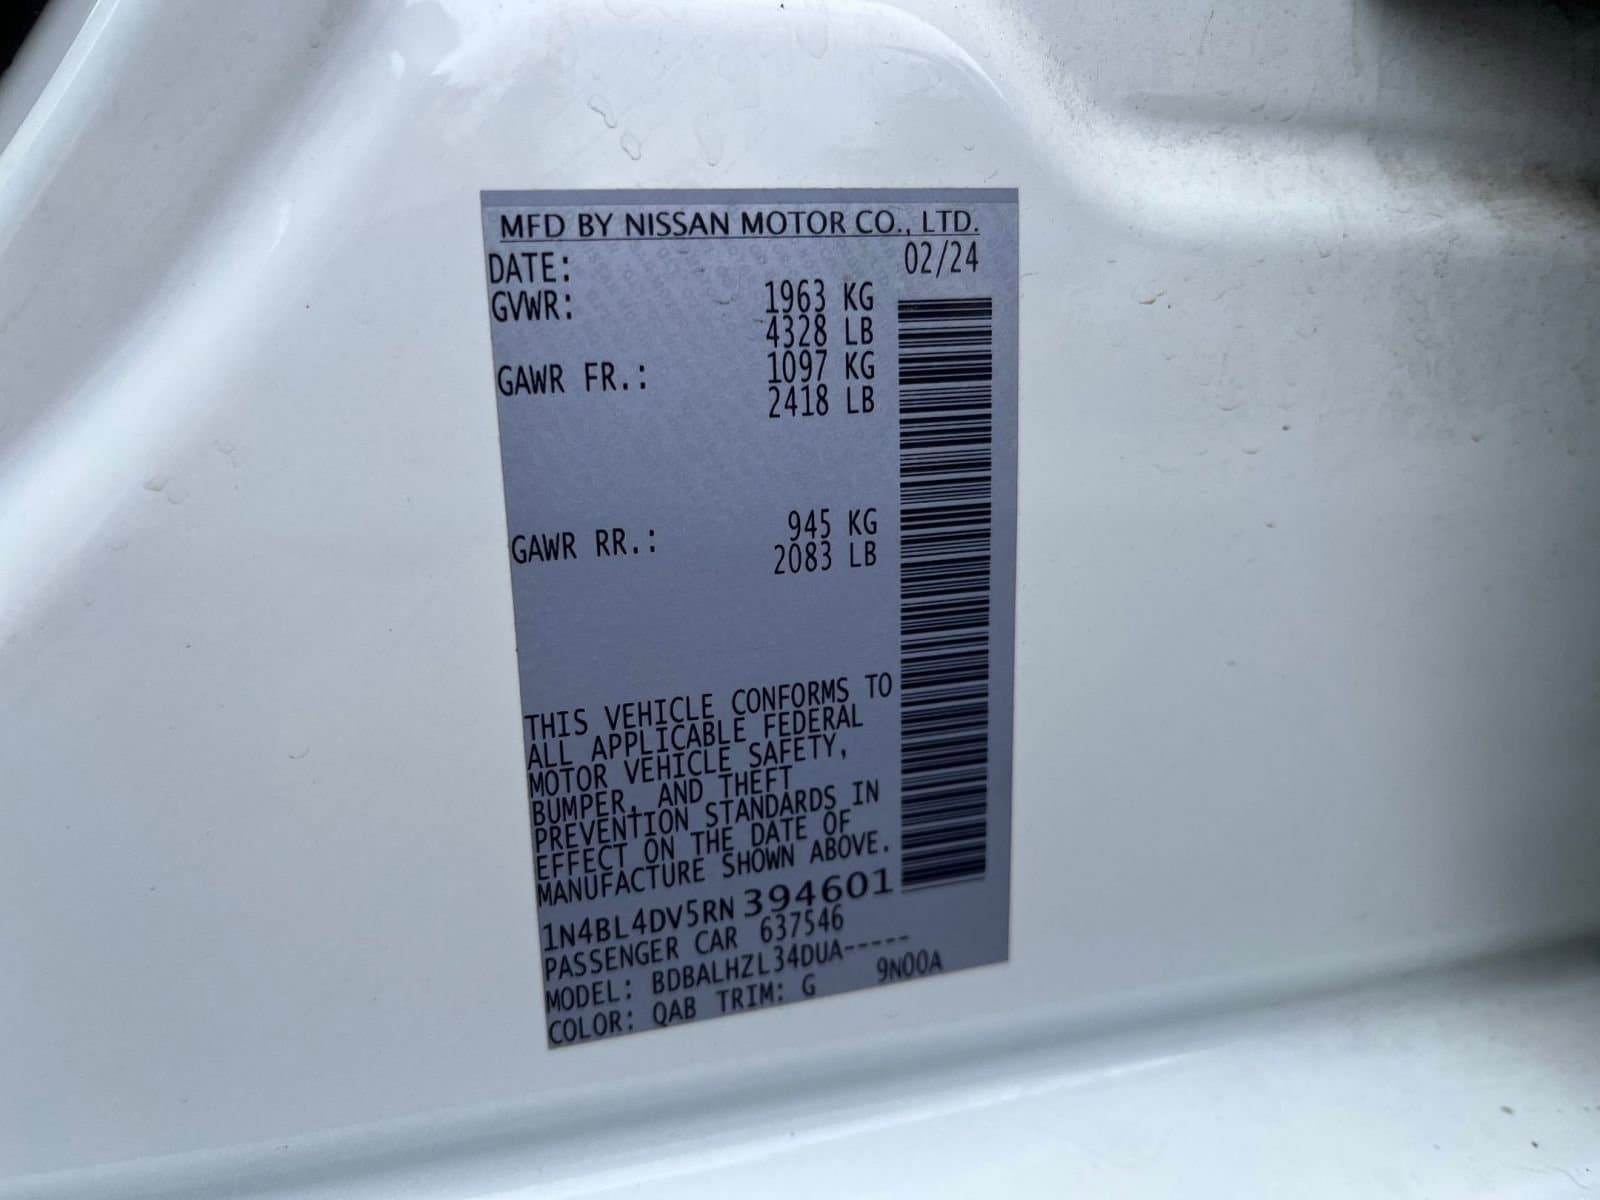 MFD BY NISSAN MOTOR CO., LTD.
DATE: 02/24
GVWR: 1963 KG
4328 LB
GAWR FR.: 1097 KG
2418 LB
GAWR RR.: 945 KG
2083 LB
THIS VEHICLE CONFORMS TO
ALL APPLICABLE FEDERAL
MOTOR VEHICLE SAFETY,
BUMPER, AND THEFT
PREVENTION STANDARDS IN
EFFECT ON THE DATE OF
MANUFACTURE SHOWN ABOVE.
1N4BL4DV5RN394601
PASSENGER CAR 637546
MODEL: BDBALHZL34DUA-----
COLOR: QAB TRIM: G 9N00A